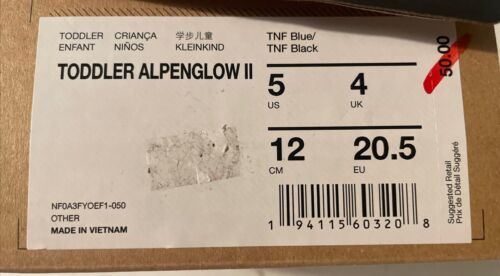 TODDLER CRIANÇA 学步儿童
ENFANT NIÑOS KLEINKIND
TODDLER ALPENGLOW II
TNF Blue/
TNF Black
5 4
US UK
12 20.5
CM EU
NF0A3FYOEF1-050
OTHER
MADE IN VIETNAM
1 94115 60320 8
50.00
Suggested Retail
Prix de Détail Suggéré